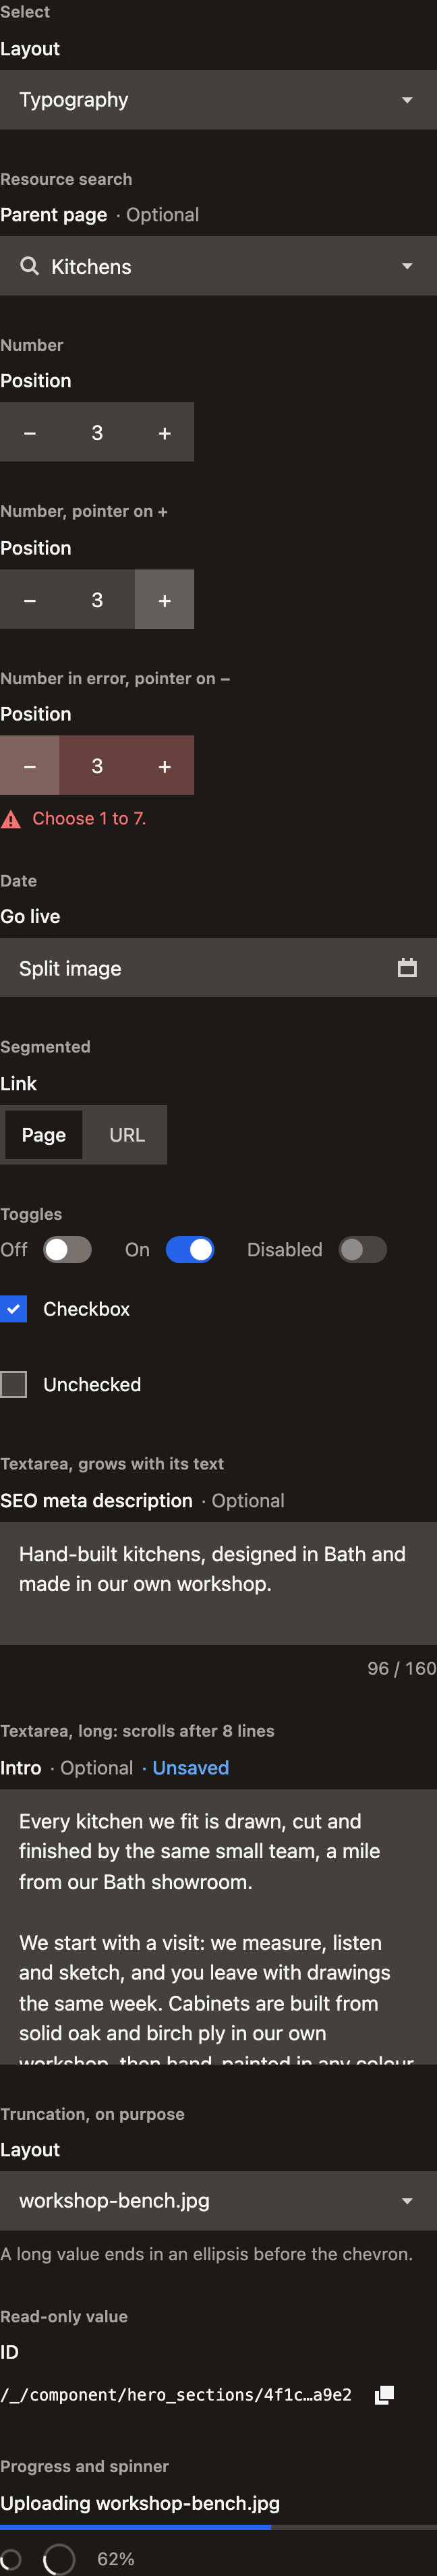 Select
Layout
Typography
Resource search
Parent page · Optional
Kitchens
Number
Position
− 3 +
Number, pointer on +
Position
− 3 +
Number in error, pointer on −
Position
− 3 +
Choose 1 to 7.
Date
Go live
Split image
Segmented
Link
Page URL
Toggles
Off On Disabled
Checkbox
Unchecked
Textarea, grows with its text
SEO meta description · Optional
Hand-built kitchens, designed in Bath and
made in our own workshop.
96 / 160
Textarea, long: scrolls after 8 lines
Intro · Optional · Unsaved
Every kitchen we fit is drawn, cut and
finished by the same small team, a mile
from our Bath showroom.
We start with a visit: we measure, listen
and sketch, and you leave with drawings
the same week. Cabinets are built from
solid oak and birch ply in our own
workshop, then hand-painted in any colour
Truncation, on purpose
Layout
workshop-bench.jpg
A long value ends in an ellipsis before the chevron.
Read-only value
ID
/_/component/hero_sections/4f1c…a9e2
Progress and spinner
Uploading workshop-bench.jpg
62%